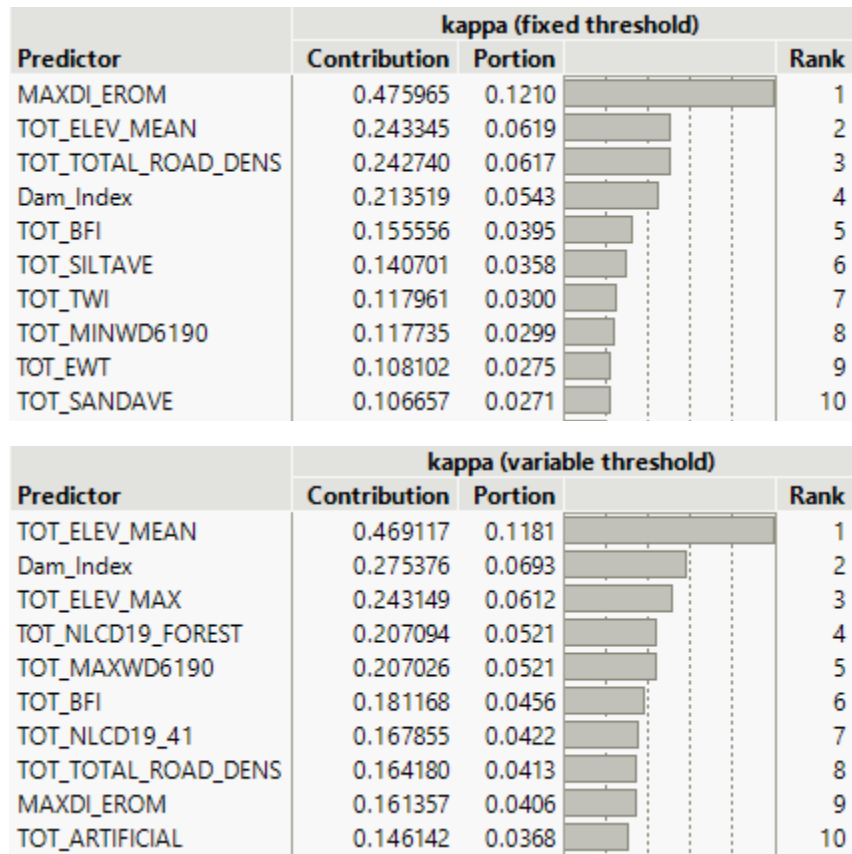 kappa (fixed threshold)
Predictor Contribution Portion Rank
MAXDI_EROM 0.475965 0.1210 1
TOT_ELEV_MEAN 0.243345 0.0619 2
TOT_TOTAL_ROAD_DENS 0.242740 0.0617 3
Dam_Index 0.213519 0.0543 4
TOT_BFI 0.155556 0.0395 5
TOT_SILTAVE 0.140701 0.0358 6
TOT_TWI 0.117961 0.0300 7
TOT_MINWD6190 0.117735 0.0299 8
TOT_EWT 0.108102 0.0275 9
TOT_SANDAVE 0.106657 0.0271 10
kappa (variable threshold)
Predictor Contribution Portion Rank
TOT_ELEV_MEAN 0.469117 0.1181 1
Dam_Index 0.275376 0.0693 2
TOT_ELEV_MAX 0.243149 0.0612 3
TOT_NLCD19_FOREST 0.207094 0.0521 4
TOT_MAXWD6190 0.207026 0.0521 5
TOT_BFI 0.181168 0.0456 6
TOT_NLCD19_41 0.167855 0.0422 7
TOT_TOTAL_ROAD_DENS 0.164180 0.0413 8
MAXDI_EROM 0.161357 0.0406 9
TOT_ARTIFICIAL 0.146142 0.0368 10